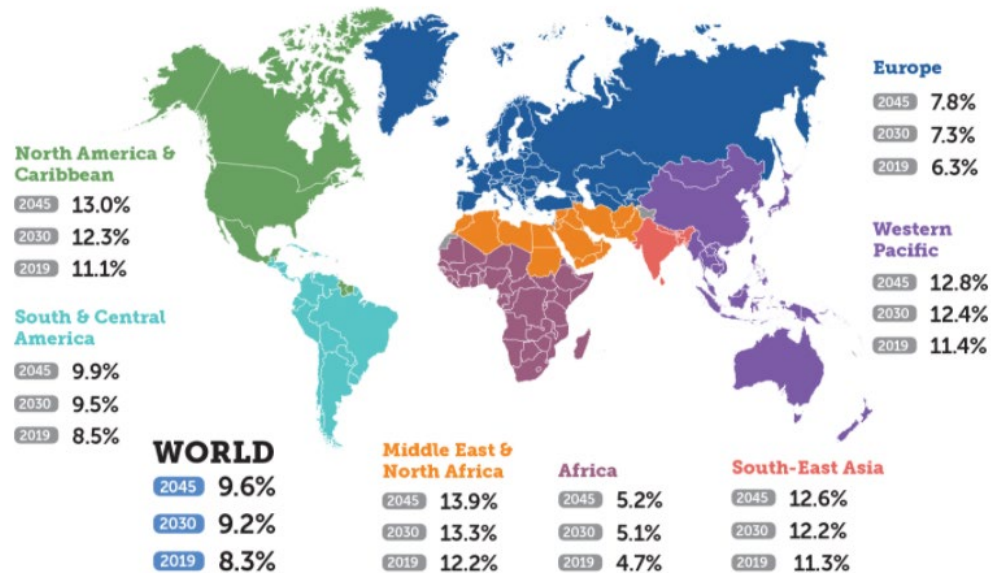 North America &
Caribbean
2045 13.0%
2030 12.3%
2019 11.1%
South & Central
America
2045 9.9%
2030 9.5%
2019 8.5%
WORLD
2045 9.6%
2030 9.2%
2019 8.3%
Middle East &
North Africa
2045 13.9%
2030 13.3%
2019 12.2%
Africa
2045 5.2%
2030 5.1%
2019 4.7%
South-East Asia
2045 12.6%
2030 12.2%
2019 11.3%
Europe
2045 7.8%
2030 7.3%
2019 6.3%
Western
Pacific
2045 12.8%
2030 12.4%
2019 11.4%